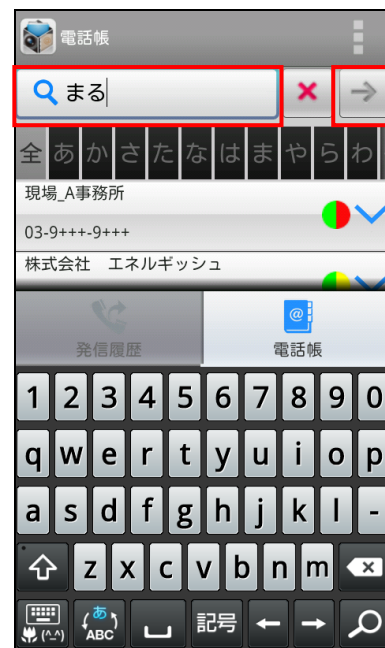 電話帳
まる
全 あ か さ た な は ま や ら わ
現場_A事務所
03-9+++-9+++
株式会社　エネルギッシュ
発信履歴 電話帳
1 2 3 4 5 6 7 8 9 0
q w e r t y u i o p
a s d f g h j k l -
z x c v b n m
(^_^) あ ABC 記号